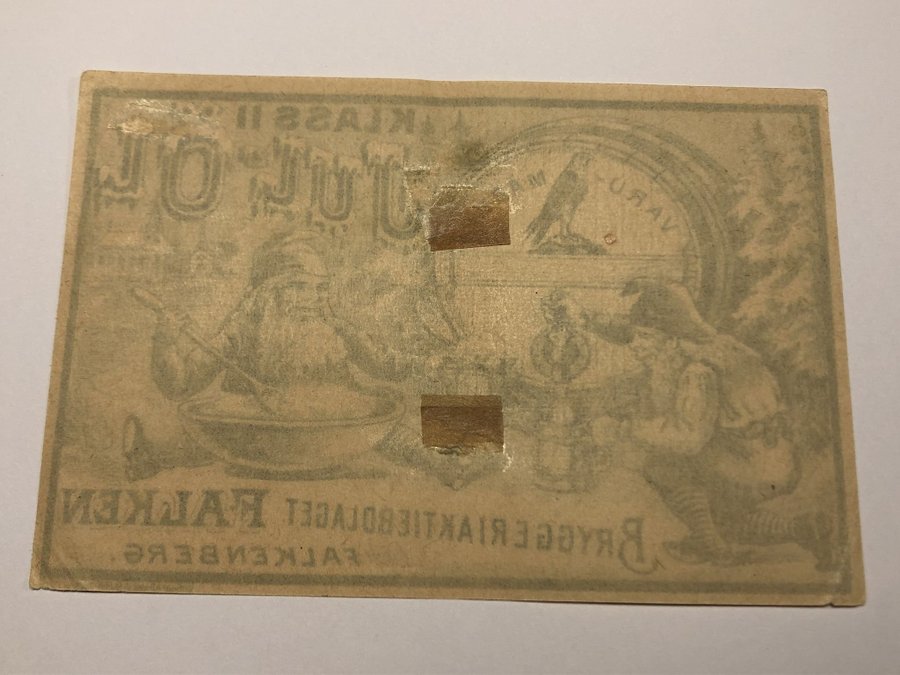 KLASS II
JUL ÖL
VARU-
BRYGGERIAKTIEBOLAGET FALKEN
FALKENBERG.